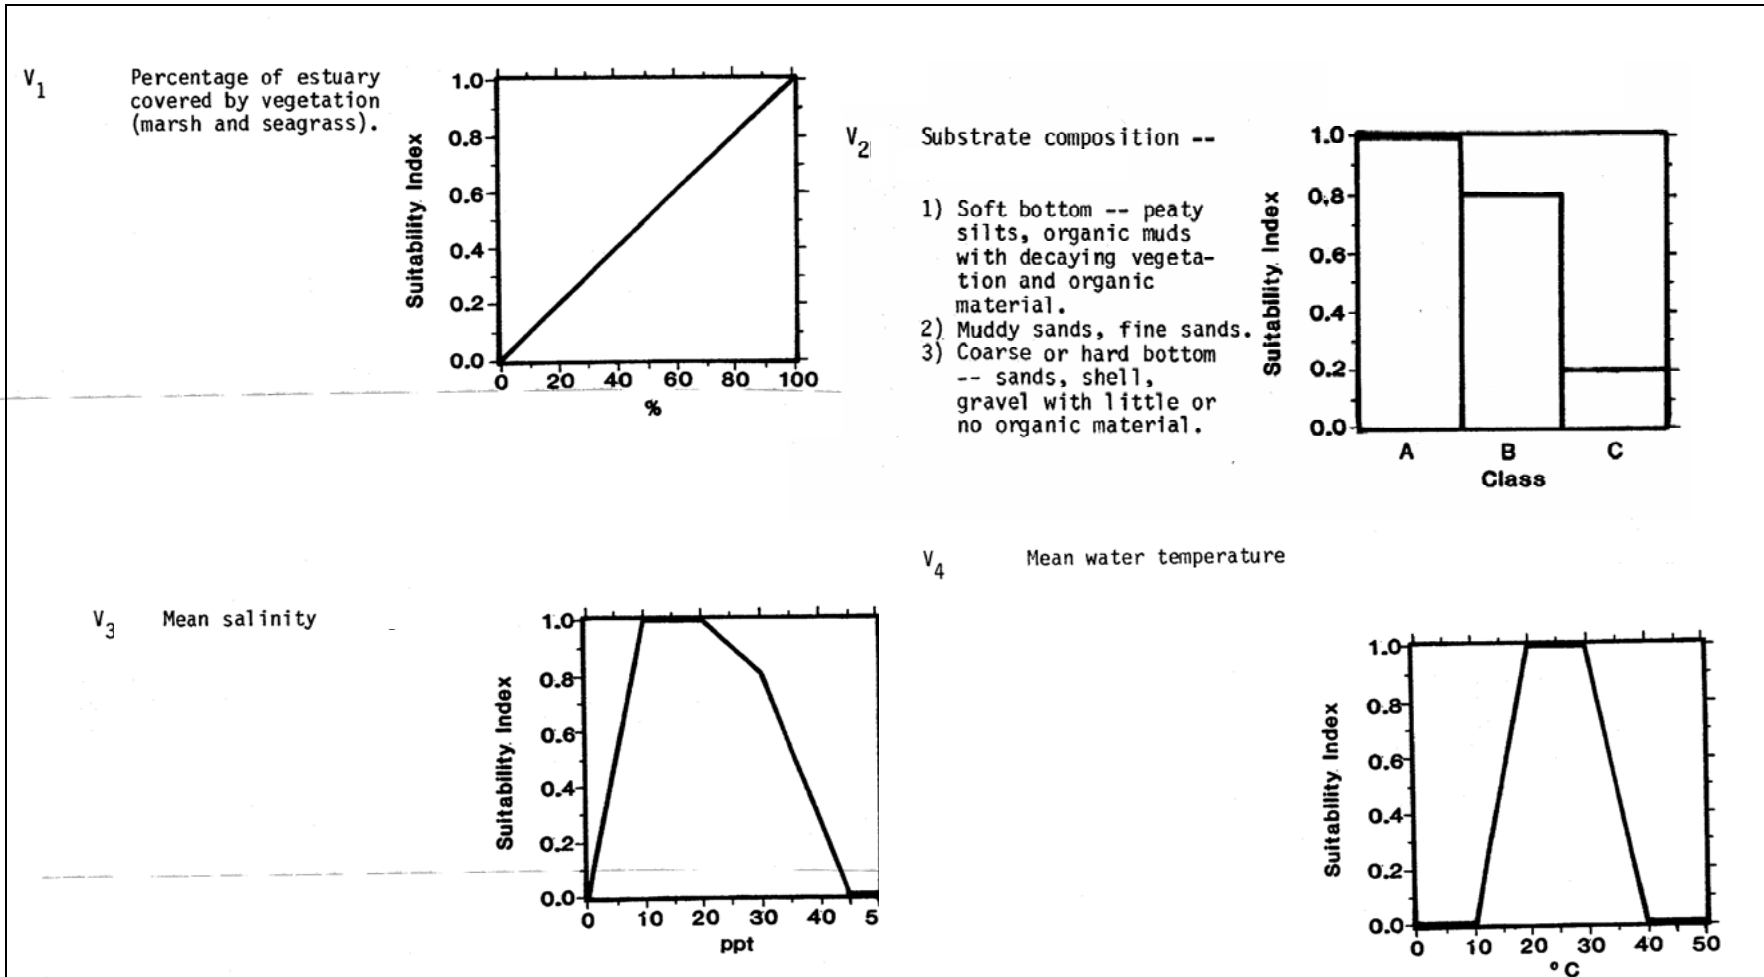 V1
Percentage of estuary
covered by vegetation
(marsh and seagrass).
Suitability Index
1.0
0.8
0.6
0.4
0.2
0.0
0 20 40 60 80 100
%
V2
Substrate composition --
1) Soft bottom -- peaty
silts, organic muds
with decaying vegeta-
tion and organic
material.
2) Muddy sands, fine sands.
3) Coarse or hard bottom
-- sands, shell,
gravel with little or
no organic material.
Suitability Index
1.0
0.8
0.6
0.4
0.2
0.0
A B C
Class
V3 Mean salinity
Suitability Index
1.0
0.8
0.6
0.4
0.2
0.0
0 10 20 30 40 5
ppt
V4 Mean water temperature
Suitability Index
1.0
0.8
0.6
0.4
0.2
0.0
0 10 20 30 40 50
°C